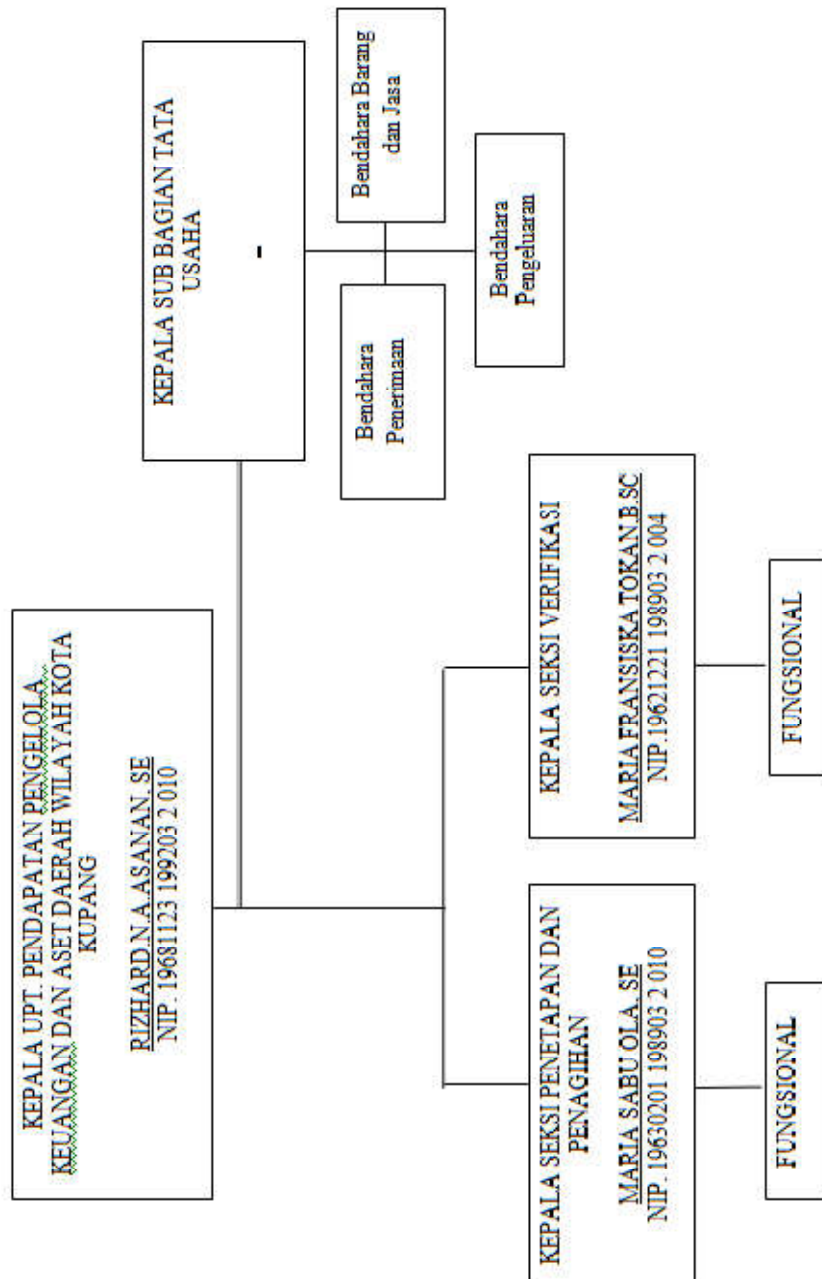 KEPALA UPT. PENDAPATAN PENGELOLA
KEUANGAN DAN ASET DAERAH WILAYAH KOTA
KUPANG
RIZHARD.N.A.ASANAN. SE
NIP. 19681123 199203 2 010
KEPALA SUB BAGIAN TATA
USAHA
-
Bendahara
Penerimaan
Bendahara Barang
dan Jasa
Bendahara
Pengeluaran
KEPALA SEKSI PENETAPAN DAN
PENAGIHAN
MARIA SABU OLA. SE
NIP. 19630201 198903 2 010
KEPALA SEKSI VERIFIKASI
MARIA FRANSISKA TOKAN.B.SC
NIP.19621221 198903 2 004
FUNGSIONAL
FUNGSIONAL